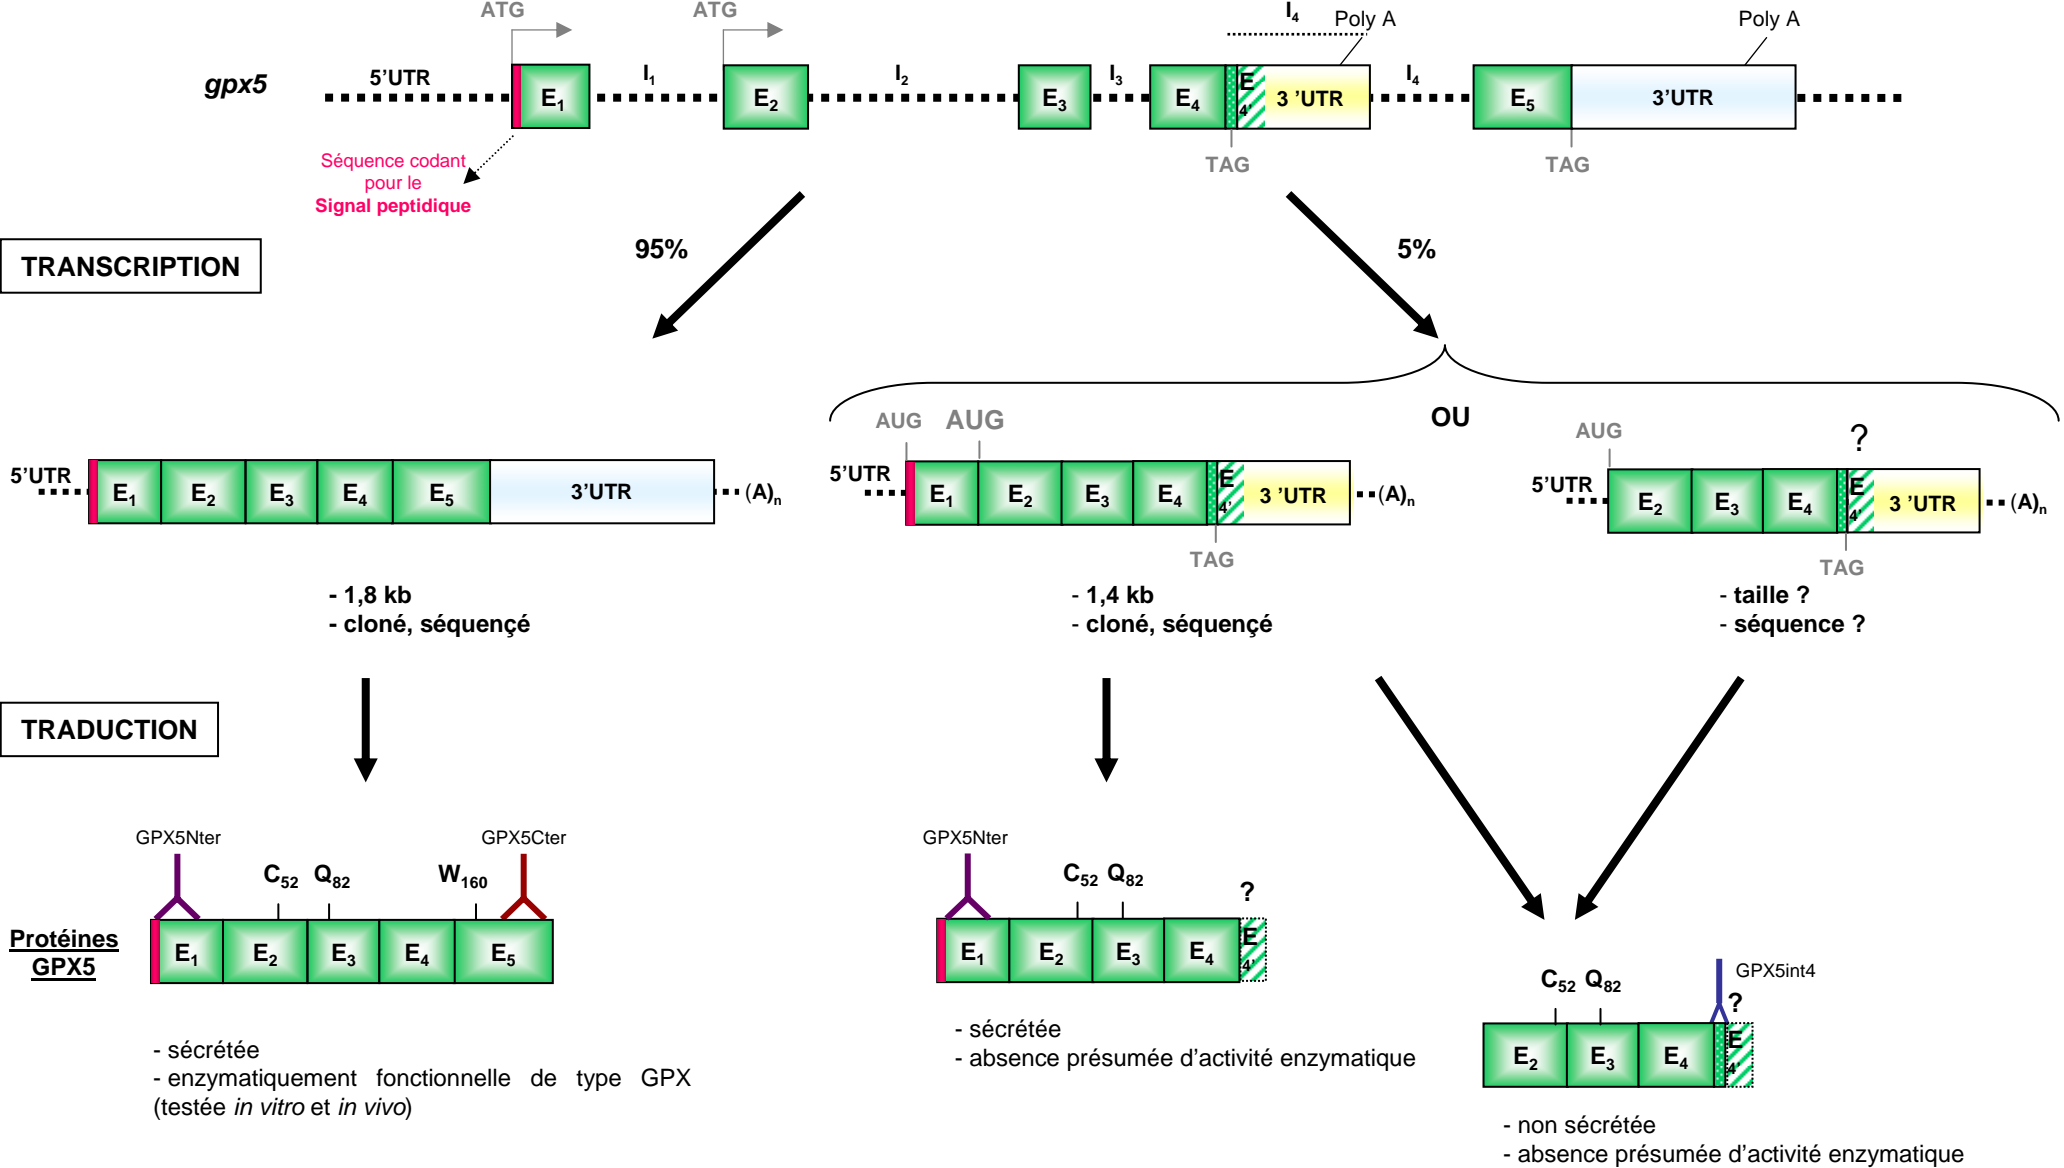 ATG
ATG
I4
Poly A
Poly A
gpx5
5'UTR
E1
I1
E2
I2
E3
I3
E4
E
4'
3 'UTR
I4
E5
3'UTR
TAG
TAG
Séquence codant
pour le
Signal peptidique
95%
5%
TRANSCRIPTION
OU
AUG
AUG
AUG
?
5'UTR
E1
E2
E3
E4
E5
3'UTR
(A)n
5'UTR
E1
E2
E3
E4
E
4'
3 'UTR
(A)n
5'UTR
E2
E3
E4
E
4'
3 'UTR
(A)n
TAG
TAG
- 1,8 kb
- cloné, séquençé
- 1,4 kb
- cloné, séquençé
- taille ?
- séquence ?
TRADUCTION
GPX5Nter
GPX5Cter
C52 Q82
W160
Protéines
GPX5
E1
E2
E3
E4
E5
- sécrétée
- enzymatiquement fonctionnelle de type GPX
(testée in vitro et in vivo)
GPX5Nter
C52 Q82
?
E1
E2
E3
E4
E
4'
- sécrétée
- absence présumée d'activité enzymatique
GPX5int4
C52 Q82
?
E2
E3
E4
E
4'
- non sécrétée
- absence présumée d'activité enzymatique